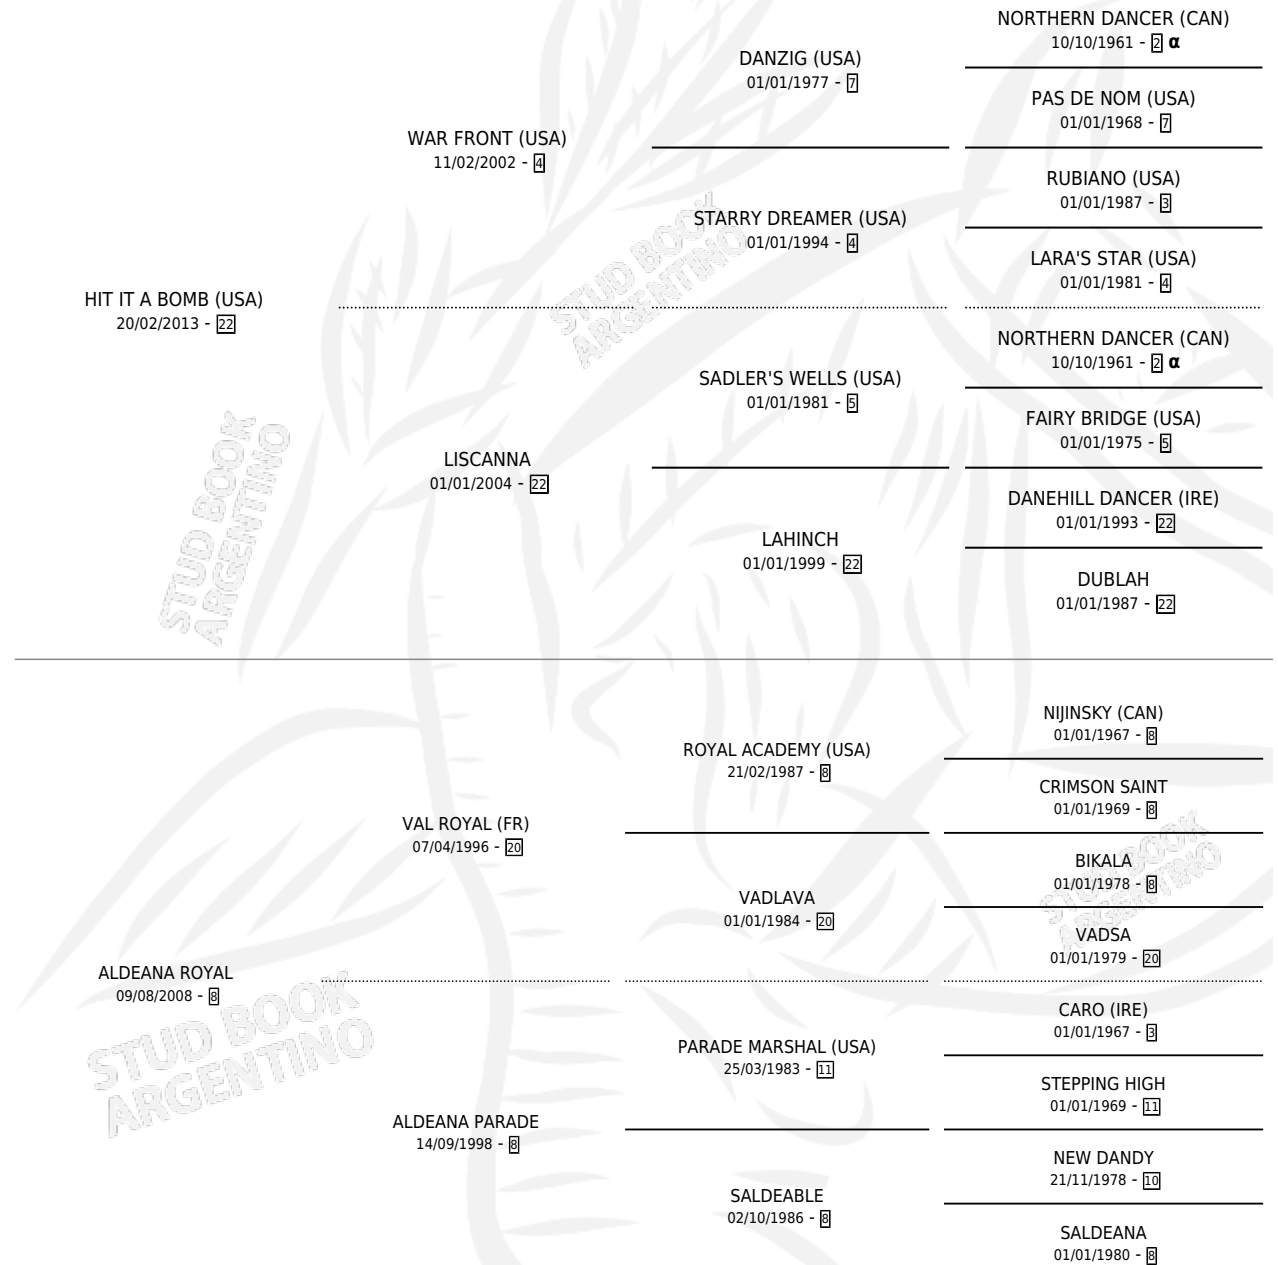 NORTHERN DANCER (CAN)
10/10/1961 - 2 α
DANZIG (USA)
01/01/1977 - 7
PAS DE NOM (USA)
01/01/1968 - 7
WAR FRONT (USA)
11/02/2002 - 4
RUBIANO (USA)
01/01/1987 - 3
STARRY DREAMER (USA)
01/01/1994 - 4
LARA'S STAR (USA)
01/01/1981 - 4
HIT IT A BOMB (USA)
20/02/2013 - 22
NORTHERN DANCER (CAN)
10/10/1961 - 2 α
SADLER'S WELLS (USA)
01/01/1981 - 5
FAIRY BRIDGE (USA)
01/01/1975 - 5
LISCANNA
01/01/2004 - 22
DANEHILL DANCER (IRE)
01/01/1993 - 22
LAHINCH
01/01/1999 - 22
DUBLAH
01/01/1987 - 22
NIJINSKY (CAN)
01/01/1967 - 8
ROYAL ACADEMY (USA)
21/02/1987 - 8
CRIMSON SAINT
01/01/1969 - 8
VAL ROYAL (FR)
07/04/1996 - 20
BIKALA
01/01/1978 - 8
VADLAVA
01/01/1984 - 20
VADSA
01/01/1979 - 20
ALDEANA ROYAL
09/08/2008 - 8
CARO (IRE)
01/01/1967 - 3
PARADE MARSHAL (USA)
25/03/1983 - 11
STEPPING HIGH
01/01/1969 - 11
ALDEANA PARADE
14/09/1998 - 8
NEW DANDY
21/11/1978 - 10
SALDEABLE
02/10/1986 - 8
SALDEANA
01/01/1980 - 8
STUD BOOK
ARGENTINO
STUD BOOK
ARGENTINO
STUD BOOK
ARGENTINO
STUD BOOK
ARGENTINO